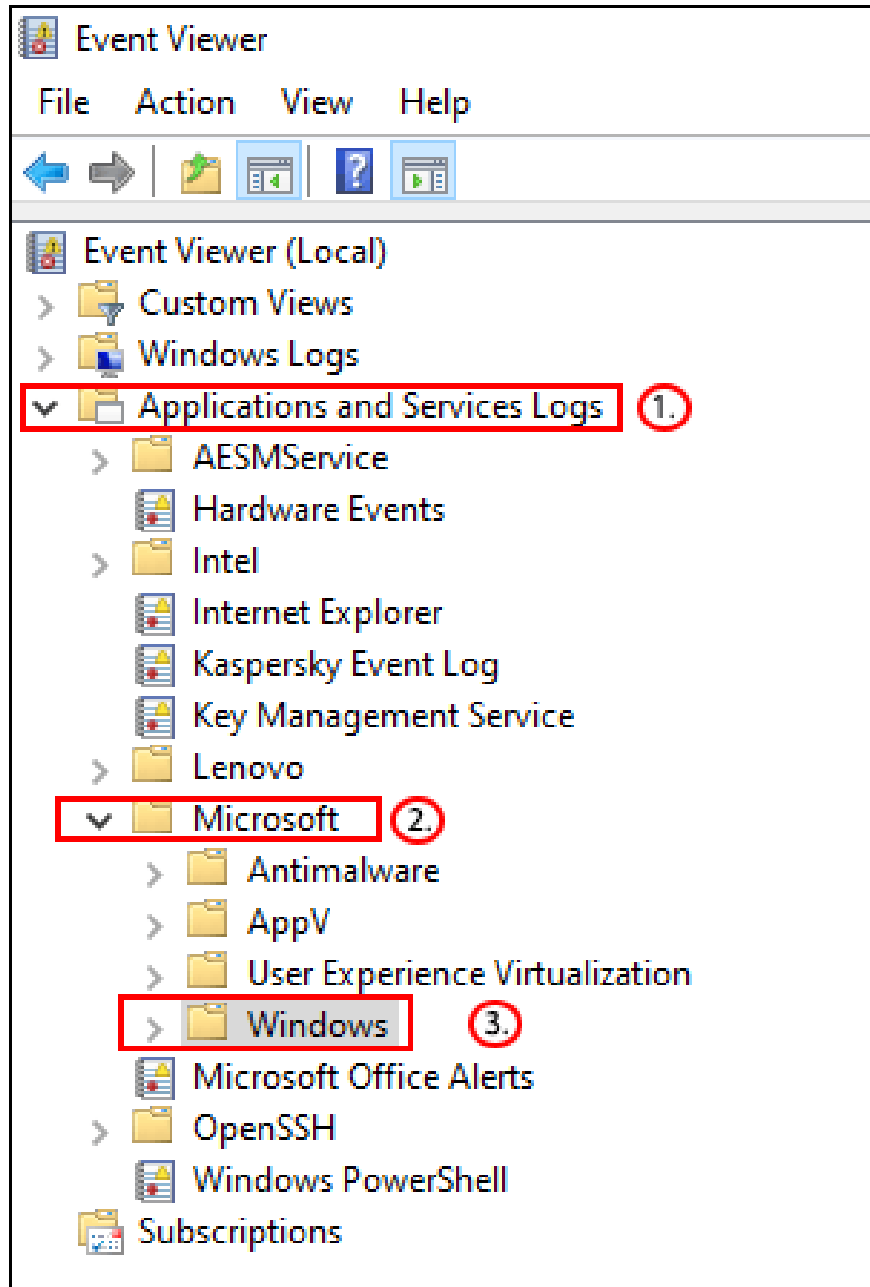 Event Viewer
File Action View Help
Event Viewer (Local)
Custom Views
Windows Logs
Applications and Services Logs 1.
AESMService
Hardware Events
Intel
Internet Explorer
Kaspersky Event Log
Key Management Service
Lenovo
Microsoft 2.
Antimalware
AppV
User Experience Virtualization
Windows 3.
Microsoft Office Alerts
OpenSSH
Windows PowerShell
Subscriptions